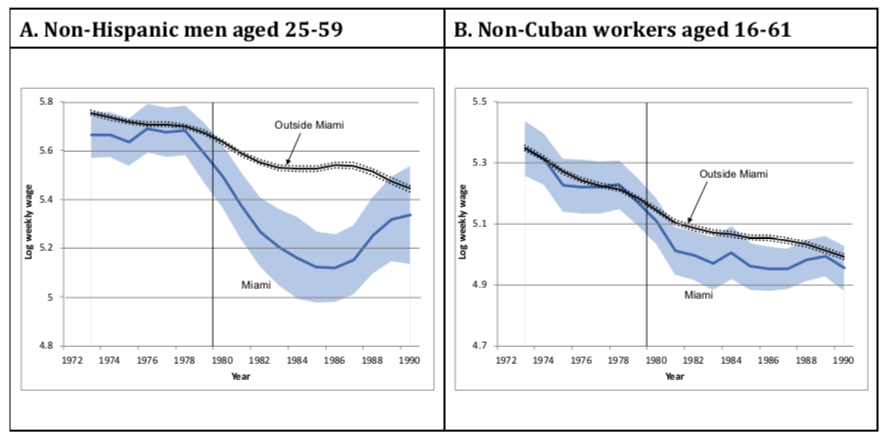 A. Non-Hispanic men aged 25-59
B. Non-Cuban workers aged 16-61
5.8
5.6
5.4
5.2
5
4.8
Log weekly wage
Outside Miami
Miami
1972 1974 1976 1978 1980 1982 1984 1986 1988 1990
Year
5.5
5.3
5.1
4.9
4.7
Log weekly wage
Outside Miami
Miami
1972 1974 1976 1978 1980 1982 1984 1986 1988 1990
Year